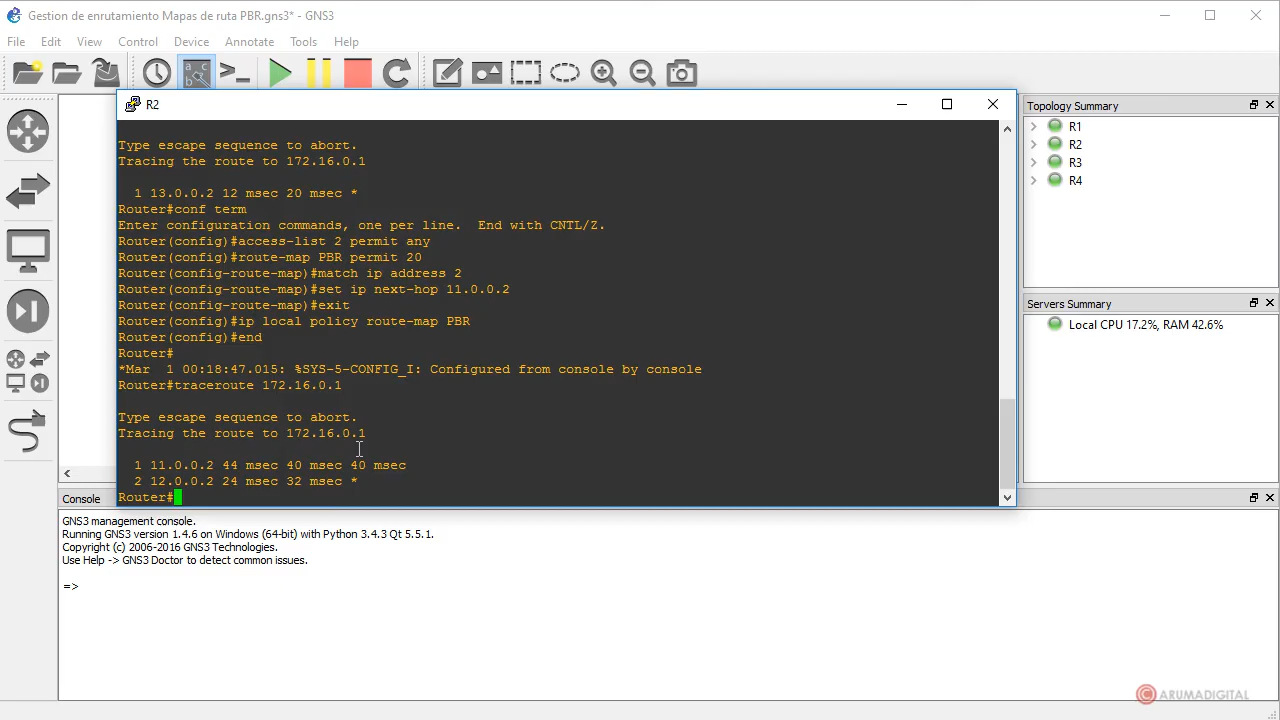 Gestion de enrutamiento Mapas de ruta PBR.gns3* - GNS3
File Edit View Control Device Annotate Tools Help
R2
Type escape sequence to abort.
Tracing the route to 172.16.0.1
1 13.0.0.2 12 msec 20 msec *
Router#conf term
Enter configuration commands, one per line.  End with CNTL/Z.
Router(config)#access-list 2 permit any
Router(config)#route-map PBR permit 20
Router(config-route-map)#match ip address 2
Router(config-route-map)#set ip next-hop 11.0.0.2
Router(config-route-map)#exit
Router(config)#ip local policy route-map PBR
Router(config)#end
Router#
*Mar  1 00:18:47.015: %SYS-5-CONFIG_I: Configured from console by console
Router#traceroute 172.16.0.1
Type escape sequence to abort.
Tracing the route to 172.16.0.1
1 11.0.0.2 44 msec 40 msec 40 msec
2 12.0.0.2 24 msec 32 msec *
Router#
Topology Summary
R1
R2
R3
R4
Servers Summary
Local CPU 17.2%, RAM 42.6%
Console
GNS3 management console.
Running GNS3 version 1.4.6 on Windows (64-bit) with Python 3.4.3 Qt 5.5.1.
Copyright (c) 2006-2016 GNS3 Technologies.
Use Help -> GNS3 Doctor to detect common issues.
=>
© ARUMADIGITAL